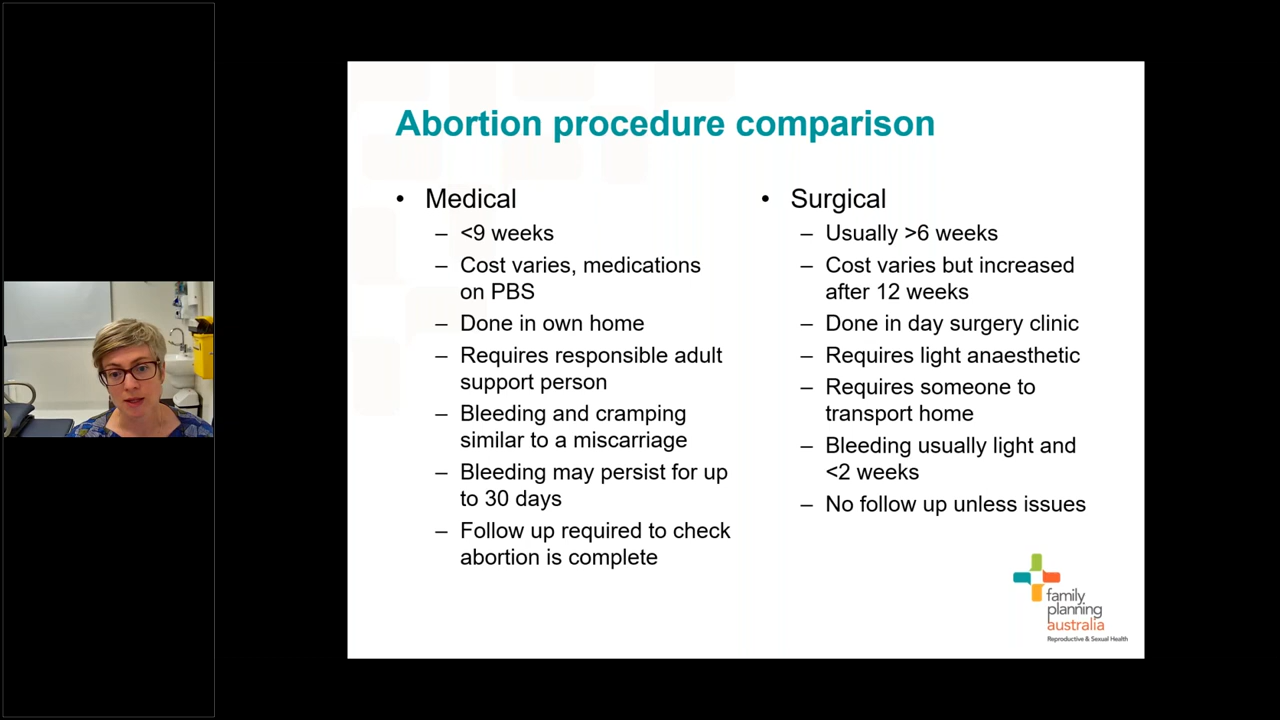 Abortion procedure comparison
• Medical
– <9 weeks
– Cost varies, medications
on PBS
– Done in own home
– Requires responsible adult
support person
– Bleeding and cramping
similar to a miscarriage
– Bleeding may persist for up
to 30 days
– Follow up required to check
abortion is complete
• Surgical
– Usually >6 weeks
– Cost varies but increased
after 12 weeks
– Done in day surgery clinic
– Requires light anaesthetic
– Requires someone to
transport home
– Bleeding usually light and
<2 weeks
– No follow up unless issues
family
planning
australia
Reproductive & Sexual Health